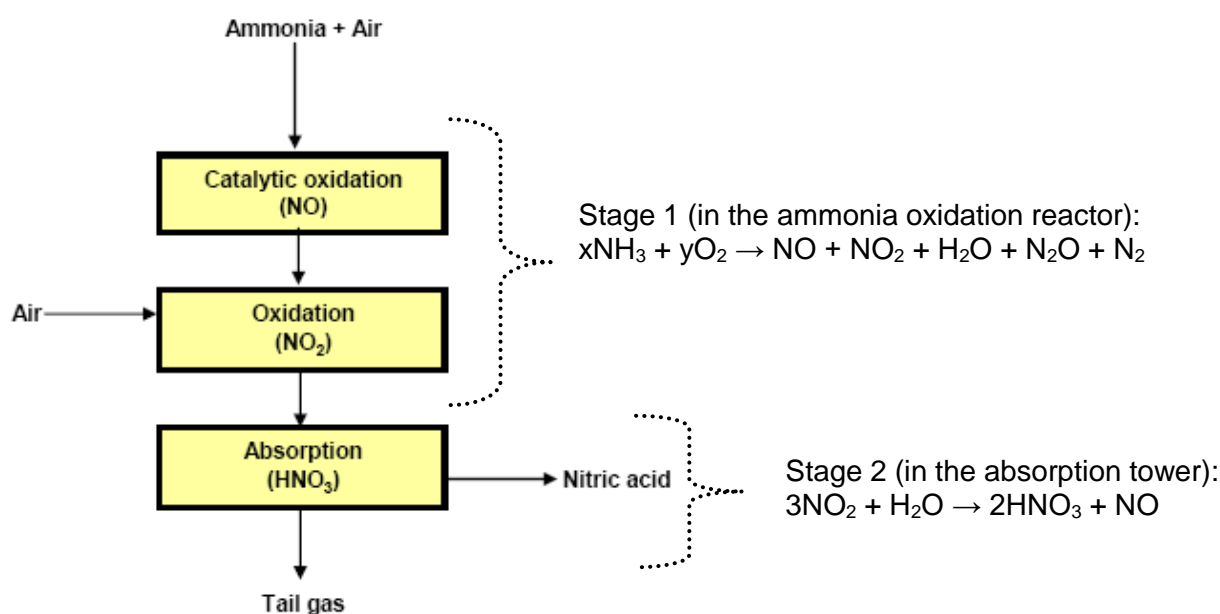 Ammonia + Air
Catalytic oxidation
(NO)
Stage 1 (in the ammonia oxidation reactor):
xNH₃ + yO₂ → NO + NO₂ + H₂O + N₂O + N₂
Air
Oxidation
(NO₂)
Absorption
(HNO₃)
Nitric acid
Stage 2 (in the absorption tower):
3NO₂ + H₂O → 2HNO₃ + NO
Tail gas